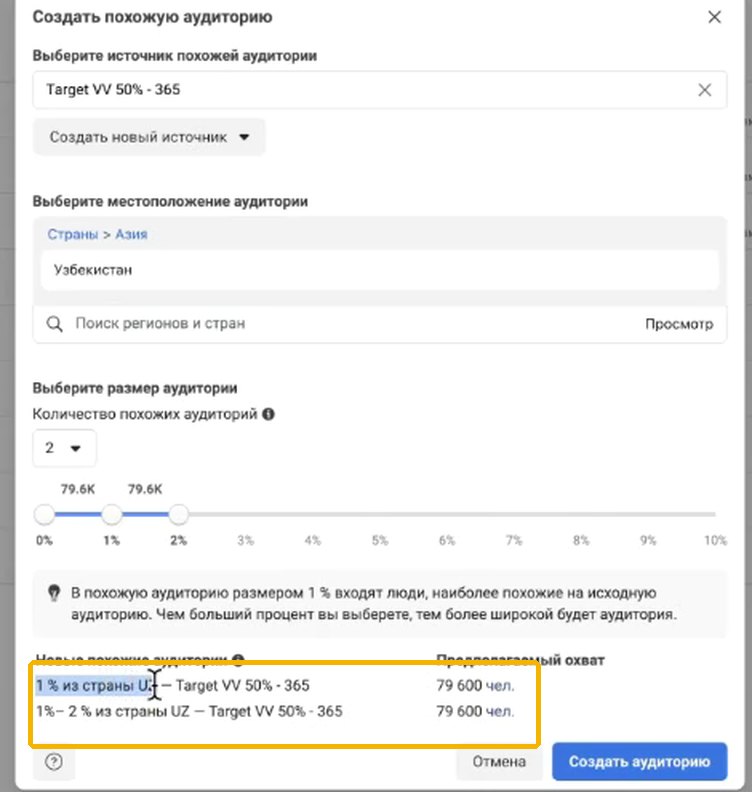 Создать похожую аудиторию
Выберите источник похожей аудитории
Target VV 50% - 365
Создать новый источник
Выберите местоположение аудитории
Страны > Азия
Узбекистан
Поиск регионов и стран Просмотр
Выберите размер аудитории
Количество похожих аудиторий
2
79.6K 79.6K
0% 1% 2% 3% 4% 5% 6% 7% 8% 9% 10%
В похожую аудиторию размером 1 % входят люди, наиболее похожие на исходную
аудиторию. Чем больший процент вы выберете, тем более широкой будет аудитория.
Новые похожие аудитории Предполагаемый охват
1 % из страны UZ — Target VV 50% - 365 79 600 чел.
1%– 2 % из страны UZ — Target VV 50% - 365 79 600 чел.
Отмена Создать аудиторию